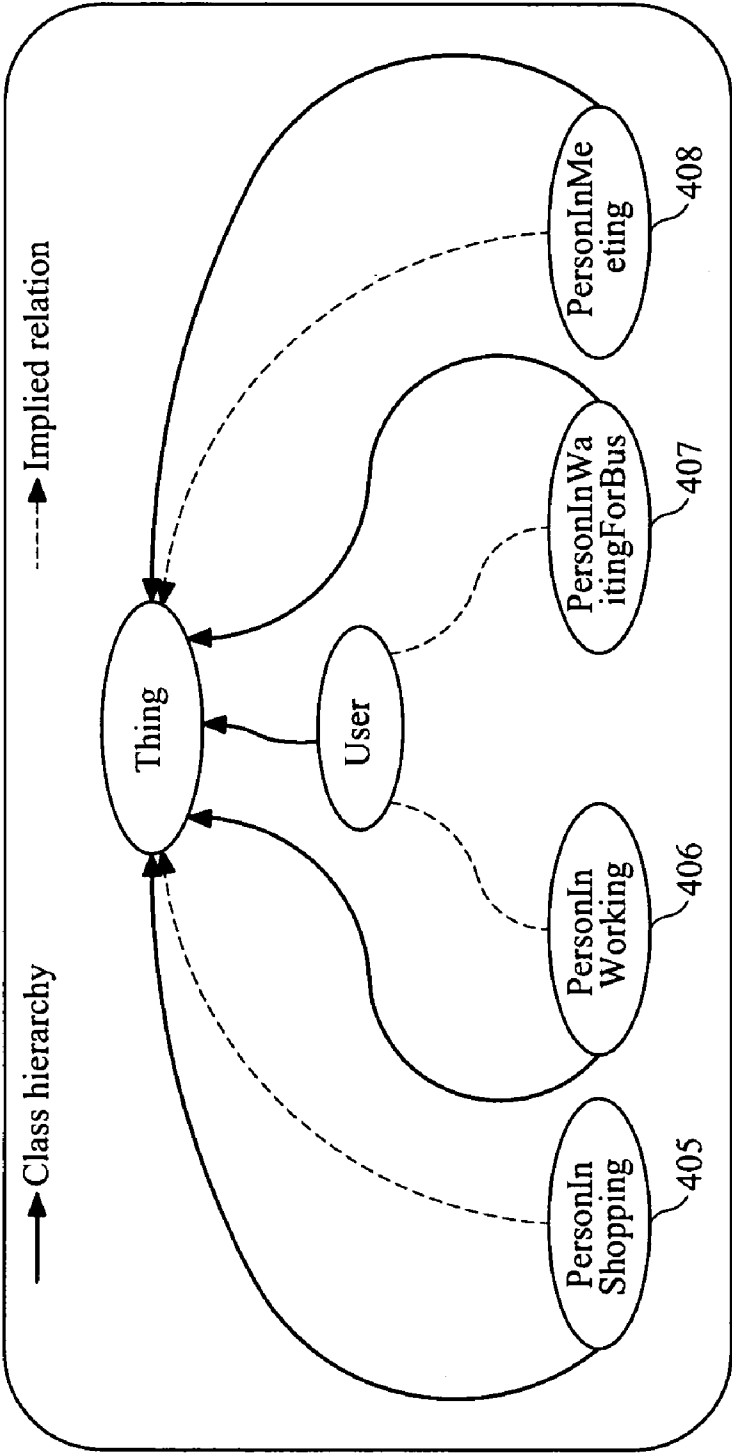 Class hierarchy
Implied relation
Thing
User
PersonIn
Shopping
405
PersonIn
Working
406
PersonInWa
itingForBus
407
PersonInMe
eting
408